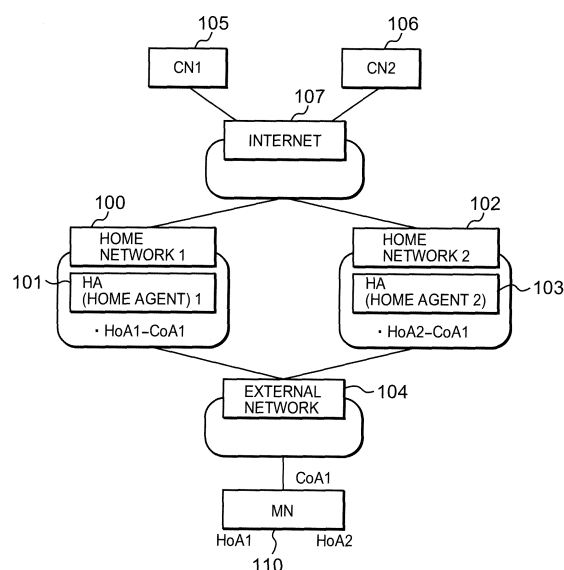 105
106
CN1
CN2
107
INTERNET
100
102
HOME
NETWORK 1
HOME
NETWORK 2
101
HA
(HOME AGENT) 1
HA
(HOME AGENT 2)
103
・HoA1–CoA1
・HoA2–CoA1
EXTERNAL
NETWORK
104
CoA1
MN
HoA1
HoA2
110